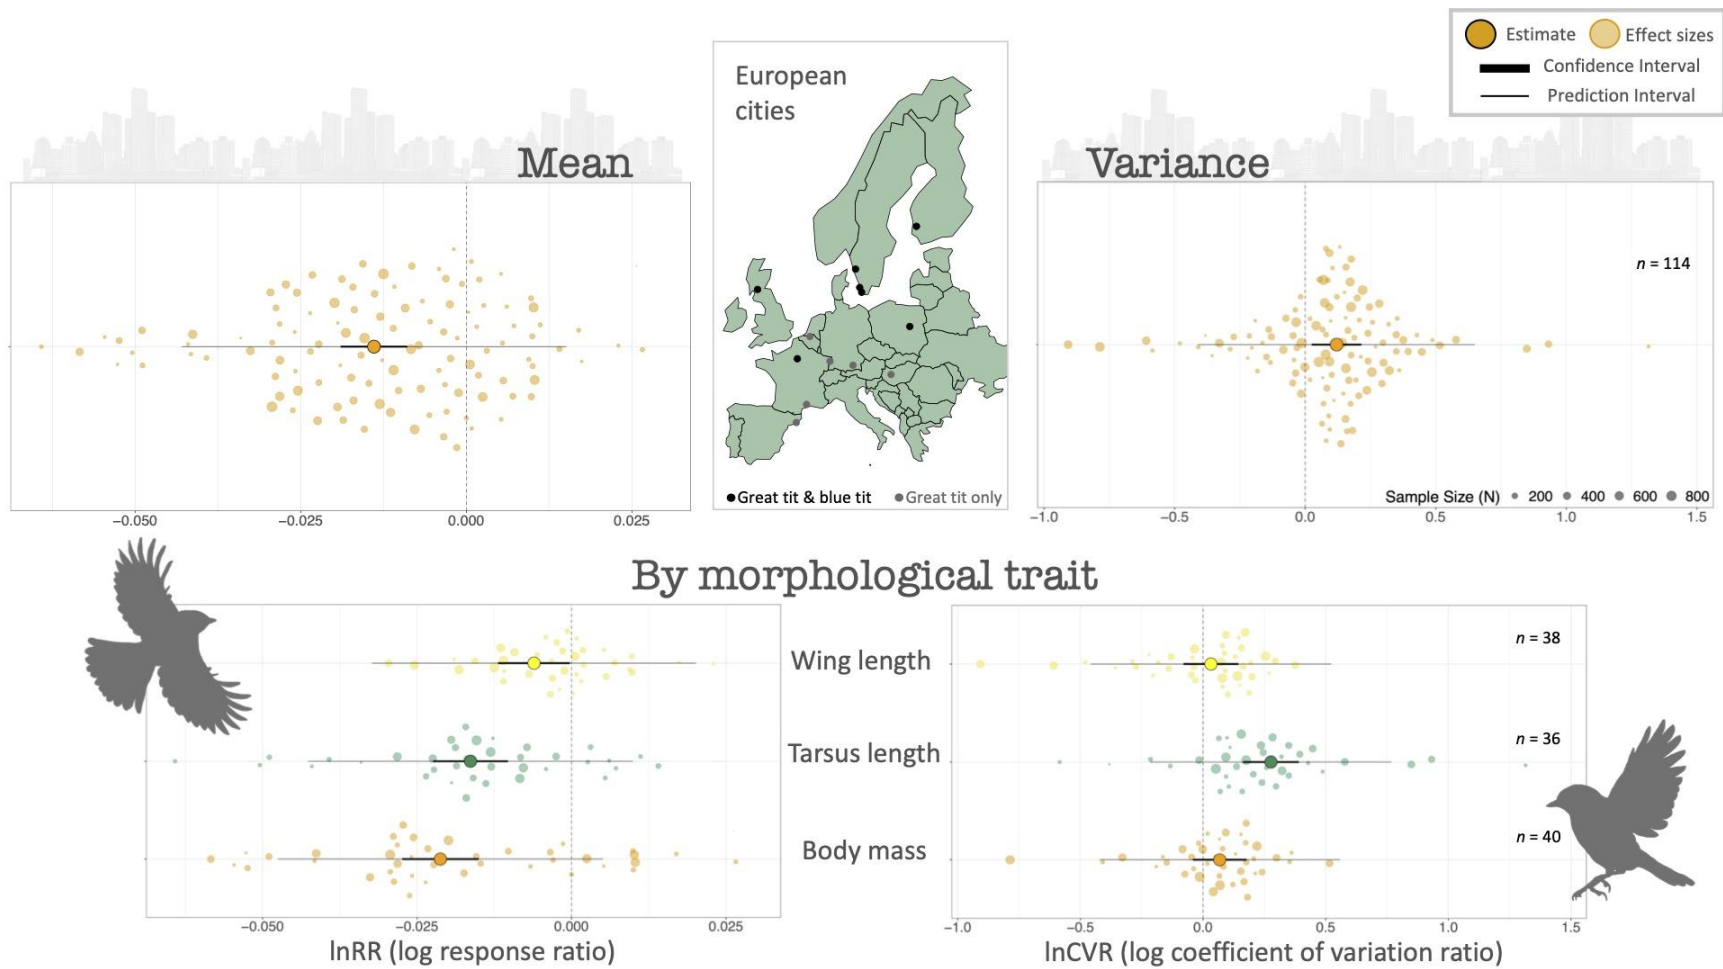 Estimate Effect sizes
Confidence Interval
Prediction Interval
European
cities
Mean
Variance
n = 114
Great tit & blue tit Great tit only
Sample Size (N) 200 400 600 800
−0.050 −0.025 0.000 0.025
−1.0 −0.5 0.0 0.5 1.0 1.5
By morphological trait
Wing length
n = 38
Tarsus length
n = 36
Body mass
n = 40
−0.050 −0.025 0.000 0.025
−1.0 −0.5 0.0 0.5 1.0 1.5
lnRR (log response ratio)
lnCVR (log coefficient of variation ratio)